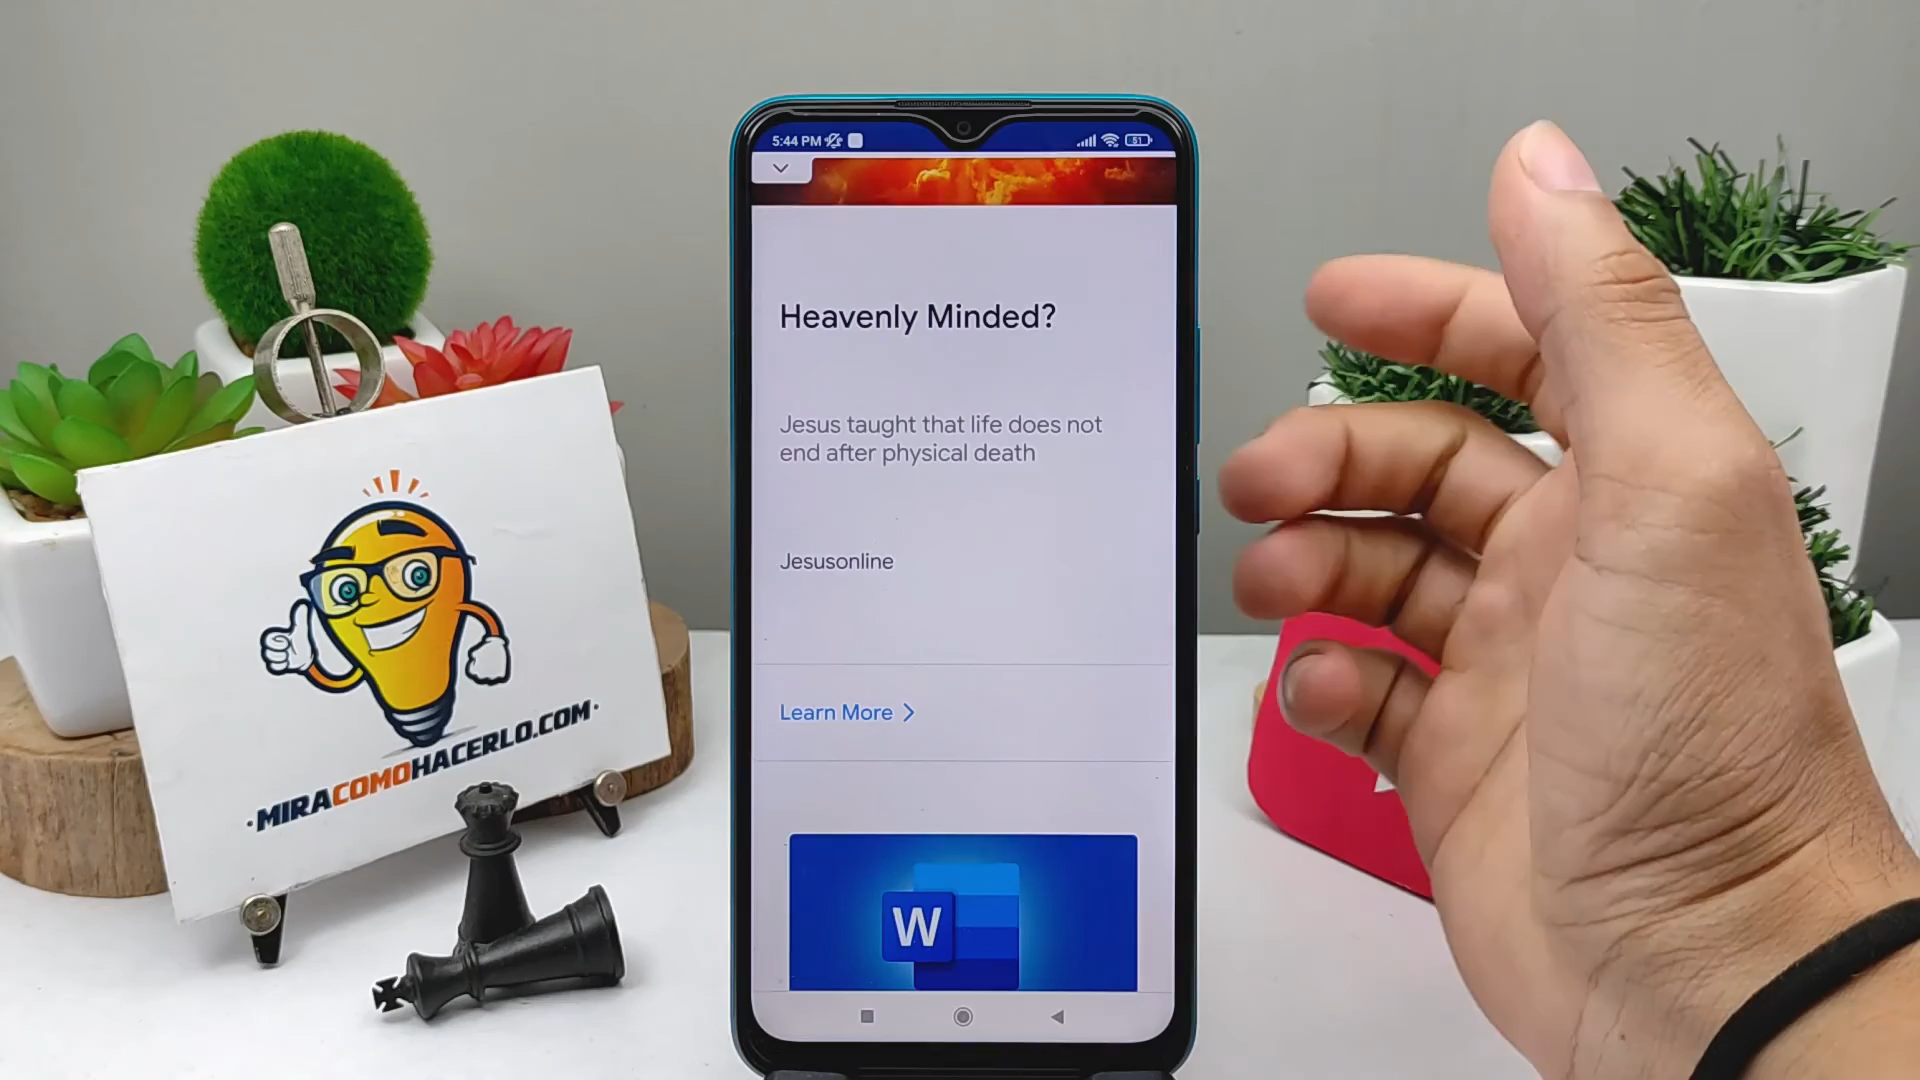 5:44 PM
51
Heavenly Minded?
Jesus taught that life does not
end after physical death
Jesusonline
Learn More
W
·MIRACOMOHACERLO.COM·